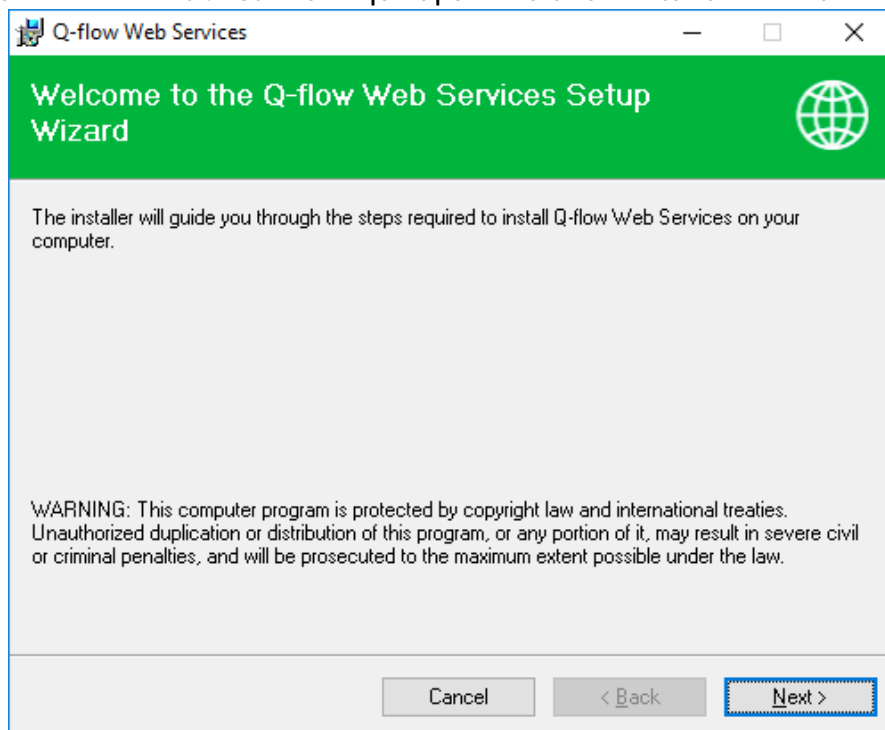 Q-flow Web Services
Welcome to the Q-flow Web Services Setup
Wizard
The installer will guide you through the steps required to install Q-flow Web Services on your
computer.
WARNING: This computer program is protected by copyright law and international treaties.
Unauthorized duplication or distribution of this program, or any portion of it, may result in severe civil
or criminal penalties, and will be prosecuted to the maximum extent possible under the law.
Cancel
< Back
Next >